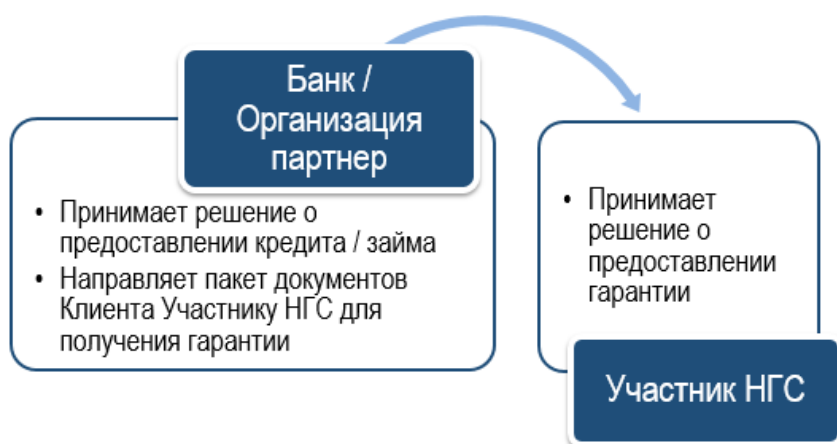 Банк /
Организация
партнер
• Принимает решение о
предоставлении кредита / займа
• Направляет пакет документов
Клиента Участнику НГС для
получения гарантии
• Принимает
решение о
предоставлении
гарантии
Участник НГС